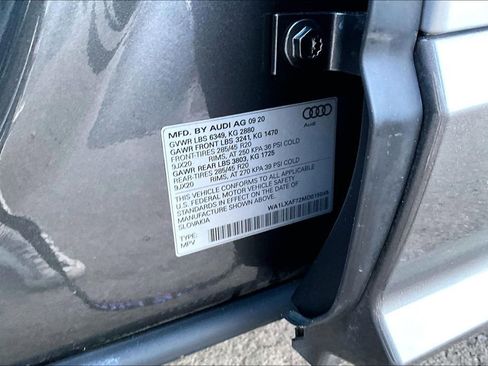 MFD. BY AUDI AG 09 20
GVWR LBS 6349, KG 2880
GAWR FRONT LBS 3241, KG 1470
FRONT-TIRES 285/45 R20
9JX20 RIMS, AT 250 KPA 36 PSI COLD
GAWR REAR LBS 3803, KG 1725
REAR-TIRES 285/45 R20
9JX20 RIMS, AT 270 KPA 39 PSI COLD
THIS VEHICLE CONFORMS TO ALL APPLICABLE
U.S. FEDERAL MOTOR VEHICLE SAFETY
STANDARDS IN EFFECT ON THE DATE OF
MANUFACTURE SHOWN ABOVE.
SLOVAKIA
TYPE:
MPV
Audi